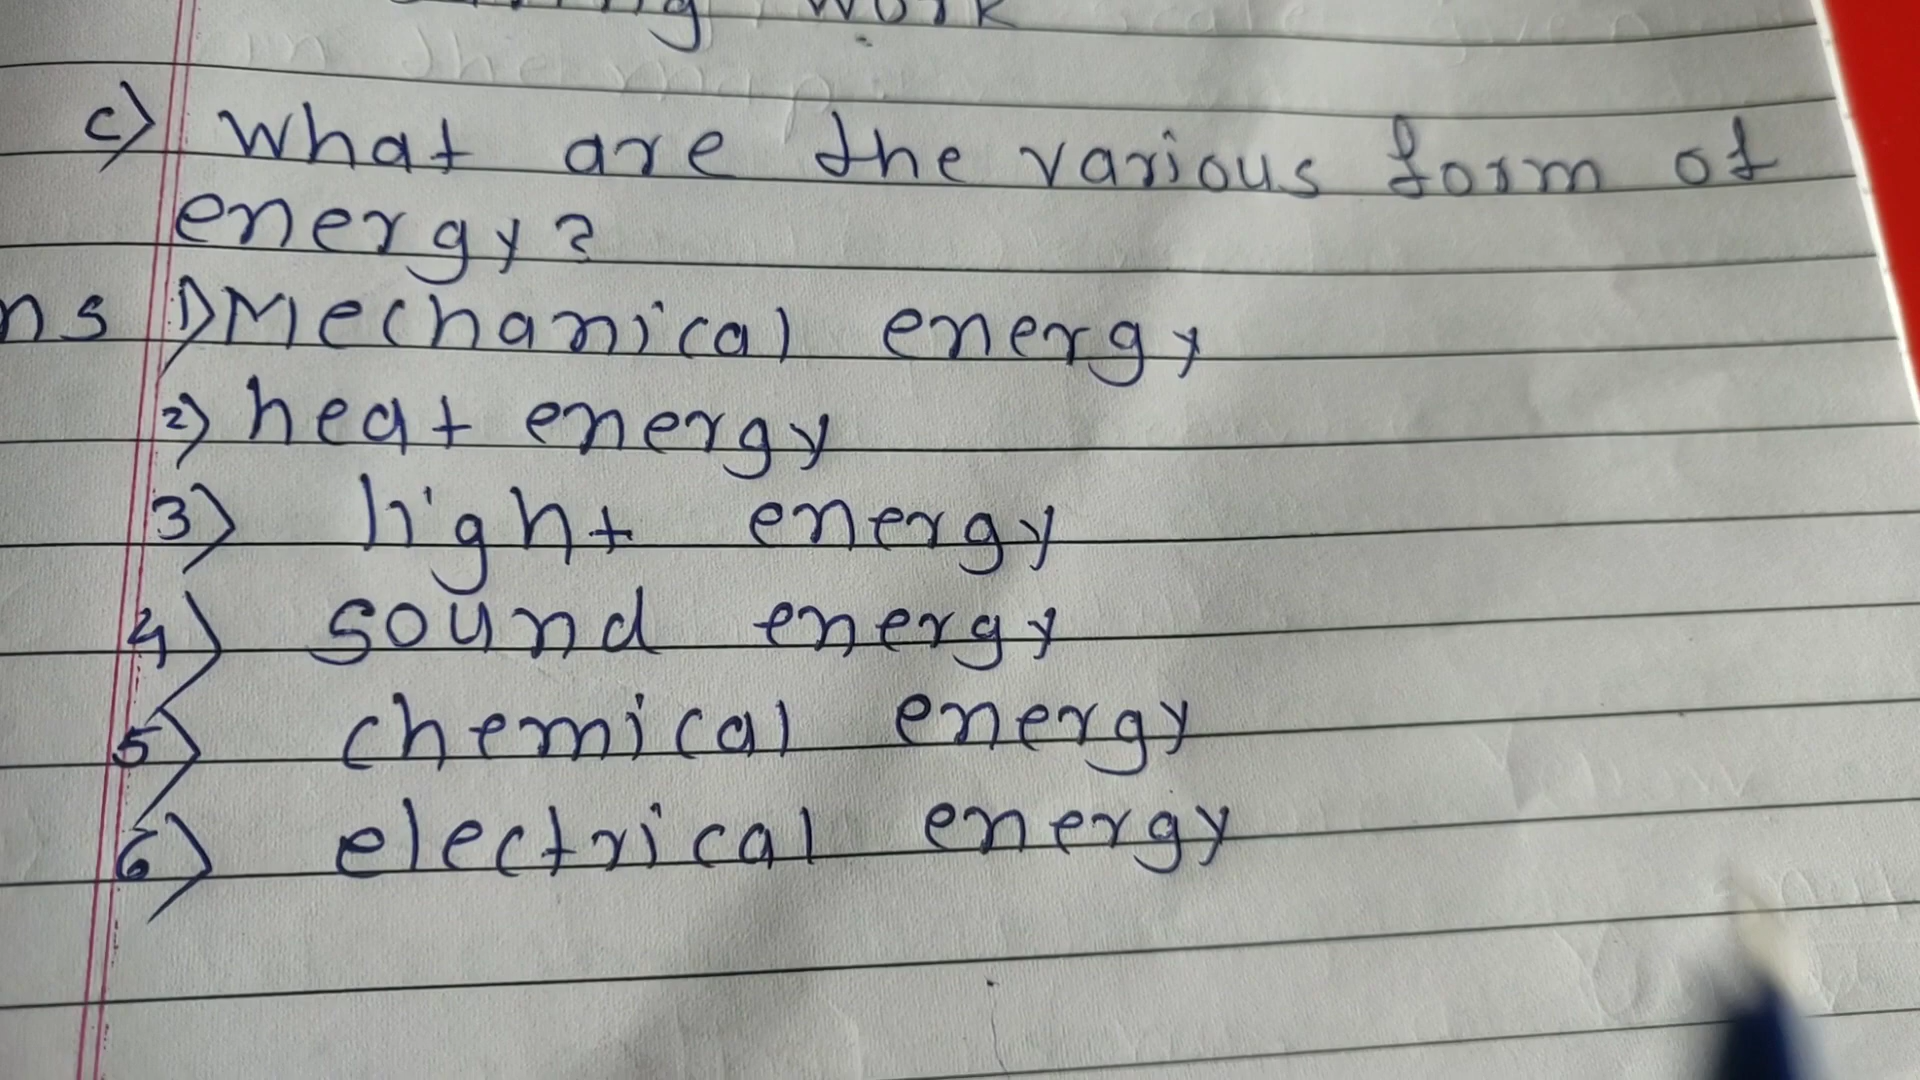 work
c) What are the various form of
energy?
ns 1) Mechanical energy
2) heat energy
3) light energy
4) sound energy
5) chemical energy
6) electrical energy